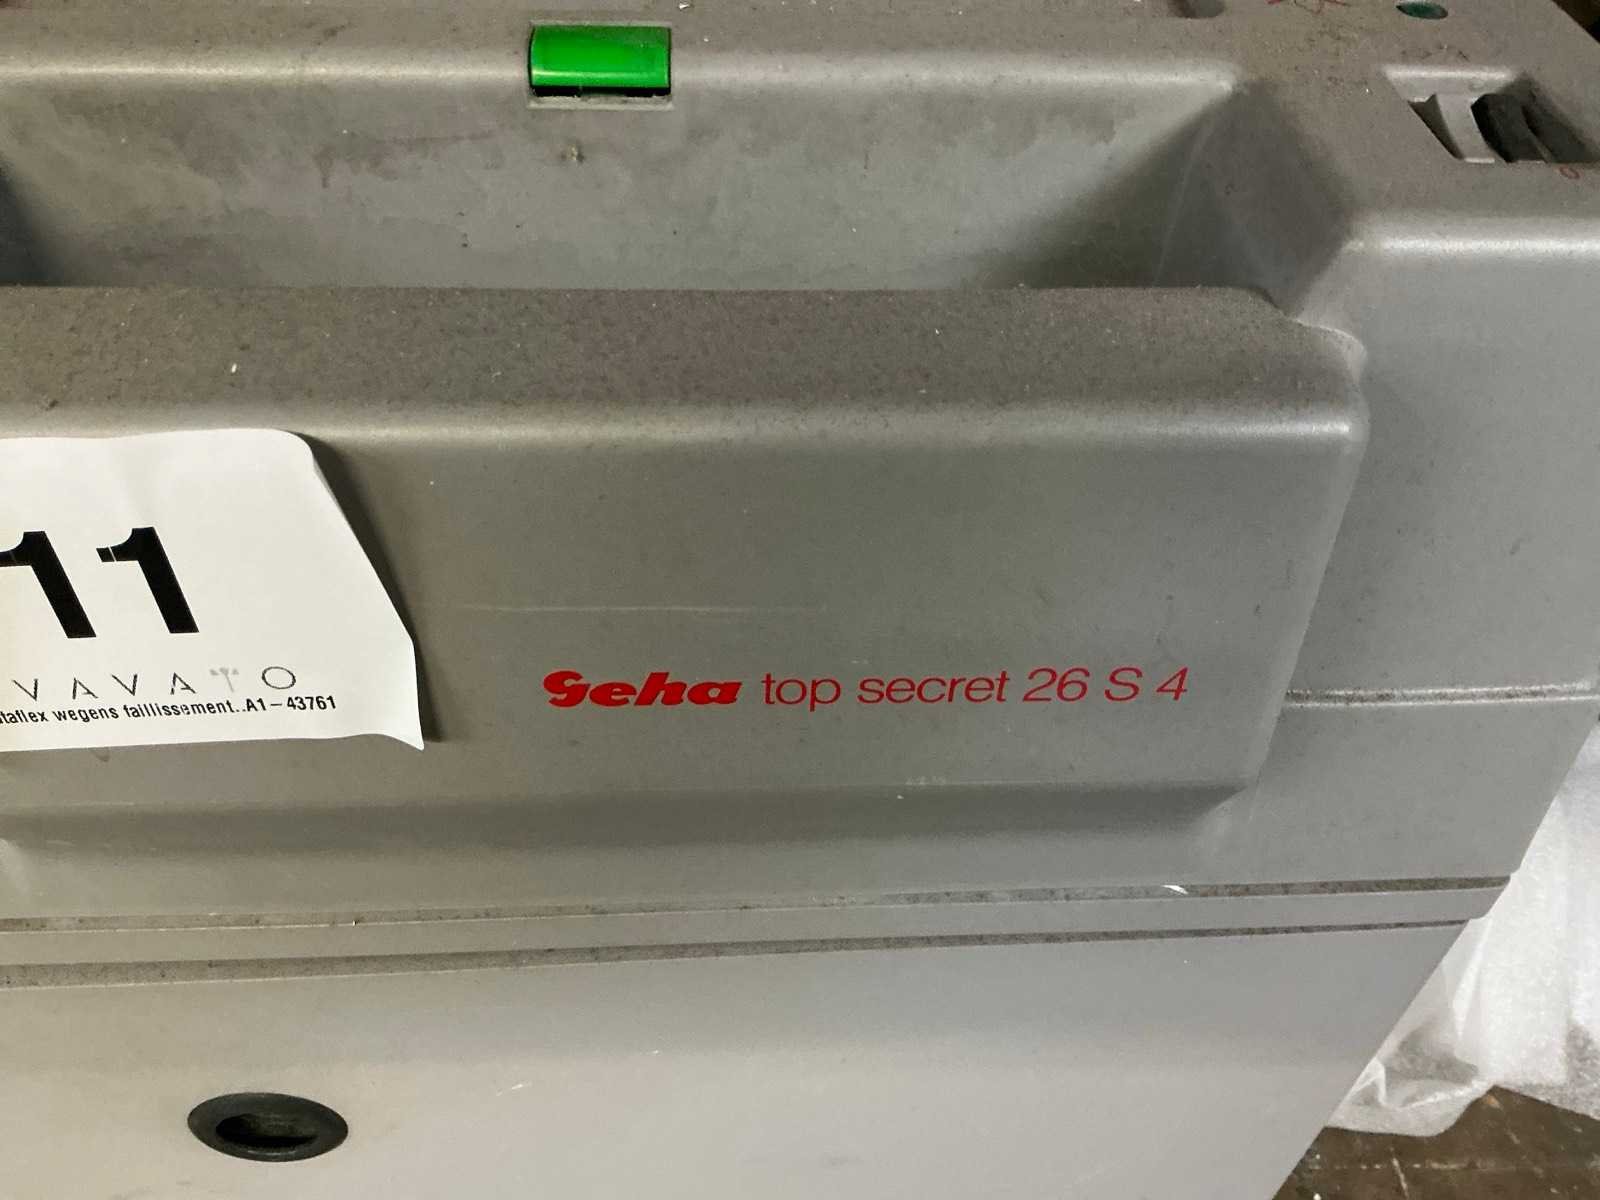 11
VAVATO
wegens faillissement..A1-43761
Geha top secret 26 S 4